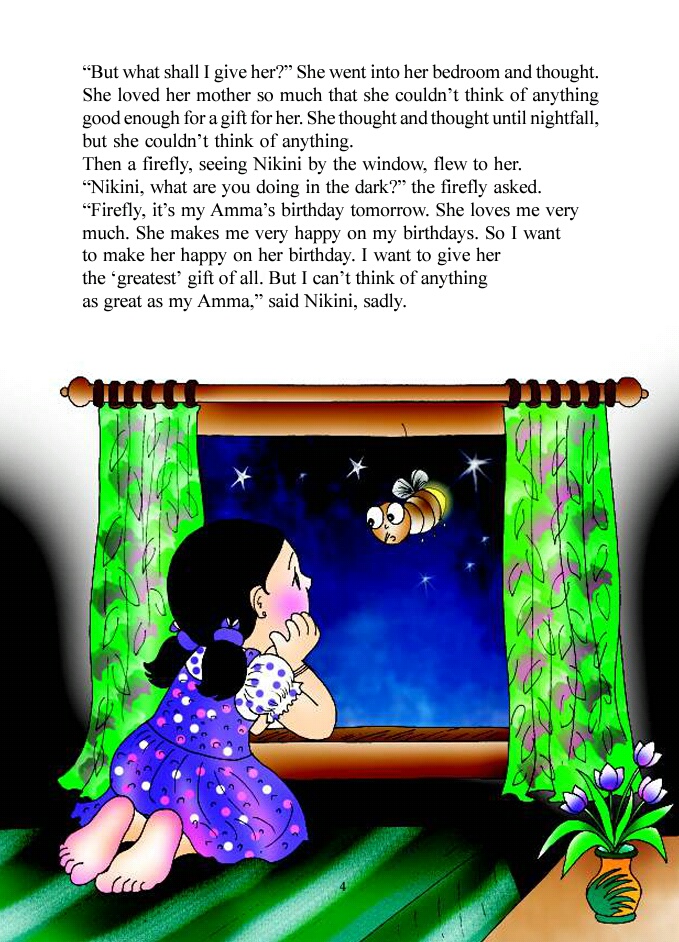 “But what shall I give her?” She went into her bedroom and thought.
She loved her mother so much that she couldn’t think of anything
good enough for a gift for her. She thought and thought until nightfall,
but she couldn’t think of anything.
Then a firefly, seeing Nikini by the window, flew to her.
“Nikini, what are you doing in the dark?” the firefly asked.
“Firefly, it’s my Amma’s birthday tomorrow. She loves me very
much. She makes me very happy on my birthdays. So I want
to make her happy on her birthday. I want to give her
the ‘greatest’ gift of all. But I can’t think of anything
as great as my Amma,” said Nikini, sadly.
4